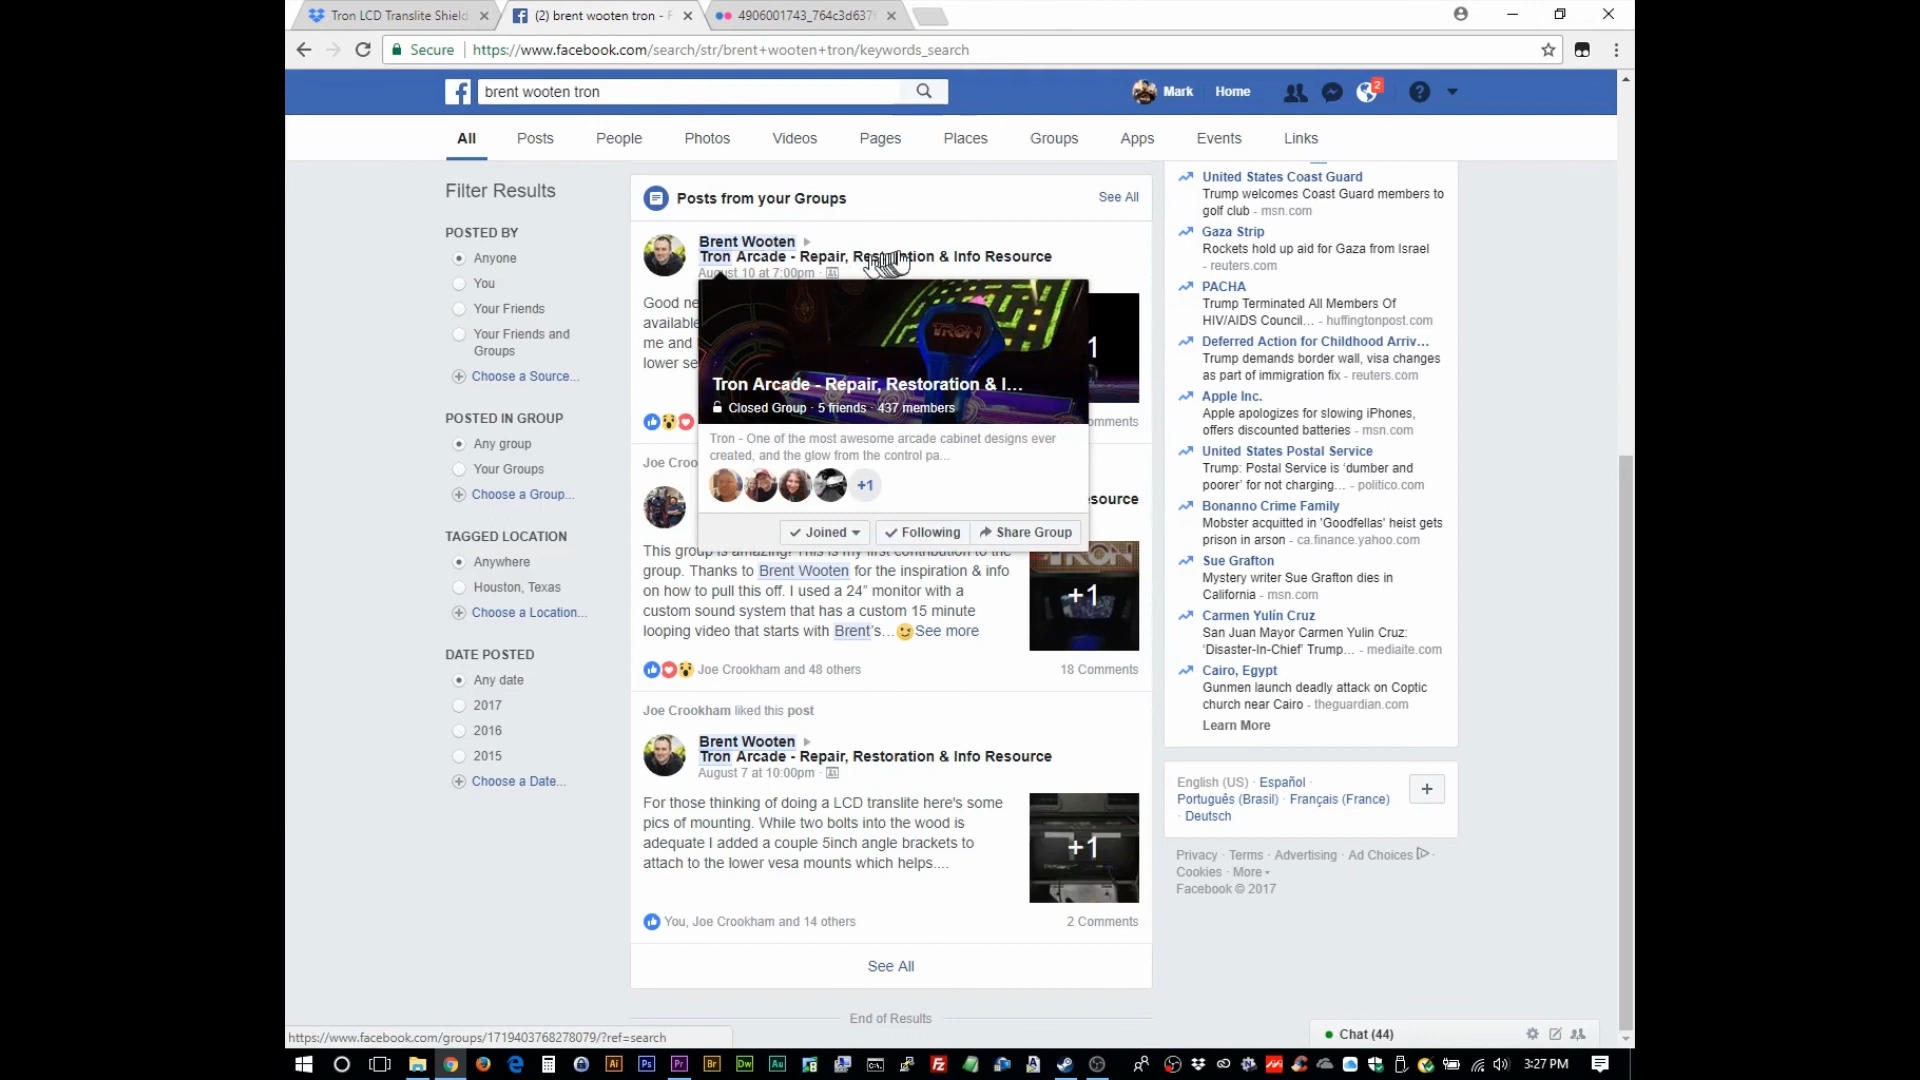 Tron LCD Translite Shield
(2) brent wooten tron - F
4906001743_764c3d637
Secure
https://www.facebook.com/search/str/brent+wooten+tron/keywords_search
brent wooten tron
Mark
Home
2
All
Posts
People
Photos
Videos
Pages
Places
Groups
Apps
Events
Links
Filter Results
POSTED BY
Anyone
You
Your Friends
Your Friends and
Groups
Choose a Source...
POSTED IN GROUP
Any group
Your Groups
Choose a Group...
TAGGED LOCATION
Anywhere
Houston, Texas
Choose a Location...
DATE POSTED
Any date
2017
2016
2015
Choose a Date...
Posts from your Groups
See All
Brent Wooten
Tron Arcade - Repair, Restoration & Info Resource
August 10 at 7:00pm ·
Good ne
available
me and
lower se
1
TRON
Tron Arcade - Repair, Restoration & I...
Closed Group · 5 friends · 437 members
omments
Tron - One of the most awesome arcade cabinet designs ever
created, and the glow from the control pa...
+1
Joe Croo
source
Joined
Following
Share Group
This group is amazing! This is my first contribution to the
group. Thanks to Brent Wooten for the inspiration & info
on how to pull this off. I used a 24" monitor with a
custom sound system that has a custom 15 minute
looping video that starts with Brent's... See more
TRON
+1
Joe Crookham and 48 others
18 Comments
Joe Crookham liked this post
Brent Wooten
Tron Arcade - Repair, Restoration & Info Resource
August 7 at 10:00pm ·
For those thinking of doing a LCD translite here's some
pics of mounting. While two bolts into the wood is
adequate I added a couple 5inch angle brackets to
attach to the lower vesa mounts which helps....
+1
You, Joe Crookham and 14 others
2 Comments
See All
End of Results
United States Coast Guard
Trump welcomes Coast Guard members to
golf club - msn.com
Gaza Strip
Rockets hold up aid for Gaza from Israel
- reuters.com
PACHA
Trump Terminated All Members Of
HIV/AIDS Council... - huffingtonpost.com
Deferred Action for Childhood Arriv...
Trump demands border wall, visa changes
as part of immigration fix - reuters.com
Apple Inc.
Apple apologizes for slowing iPhones,
offers discounted batteries - msn.com
United States Postal Service
Trump: Postal Service is 'dumber and
poorer' for not charging... - politico.com
Bonanno Crime Family
Mobster acquitted in 'Goodfellas' heist gets
prison in arson - ca.finance.yahoo.com
Sue Grafton
Mystery writer Sue Grafton dies in
California - msn.com
Carmen Yulín Cruz
San Juan Mayor Carmen Yulin Cruz:
'Disaster-In-Chief' Trump... - mediaite.com
Cairo, Egypt
Gunmen launch deadly attack on Coptic
church near Cairo - theguardian.com
Learn More
English (US) · Español ·
Português (Brasil) · Français (France)
· Deutsch
Privacy · Terms · Advertising · Ad Choices ·
Cookies · More
Facebook © 2017
Chat (44)
https://www.facebook.com/groups/1719403768278079/?ref=search
Ai
Ps
Pr
Br
Dw
Au
3:27 PM